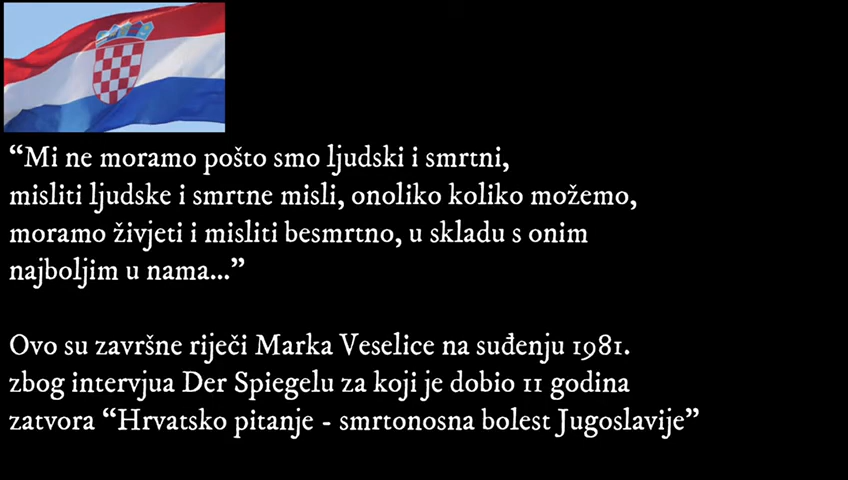 “Mi ne moramo pošto smo ljudski i smrtni,
misliti ljudske i smrtne misli, onoliko koliko možemo,
moramo živjeti i misliti besmrtno, u skladu s onim
najboljim u nama...”
Ovo su završne riječi Marka Veselice na suđenju 1981.
zbog intervjua Der Spiegelu za koji je dobio 11 godina
zatvora “Hrvatsko pitanje - smrtonosna bolest Jugoslavije”